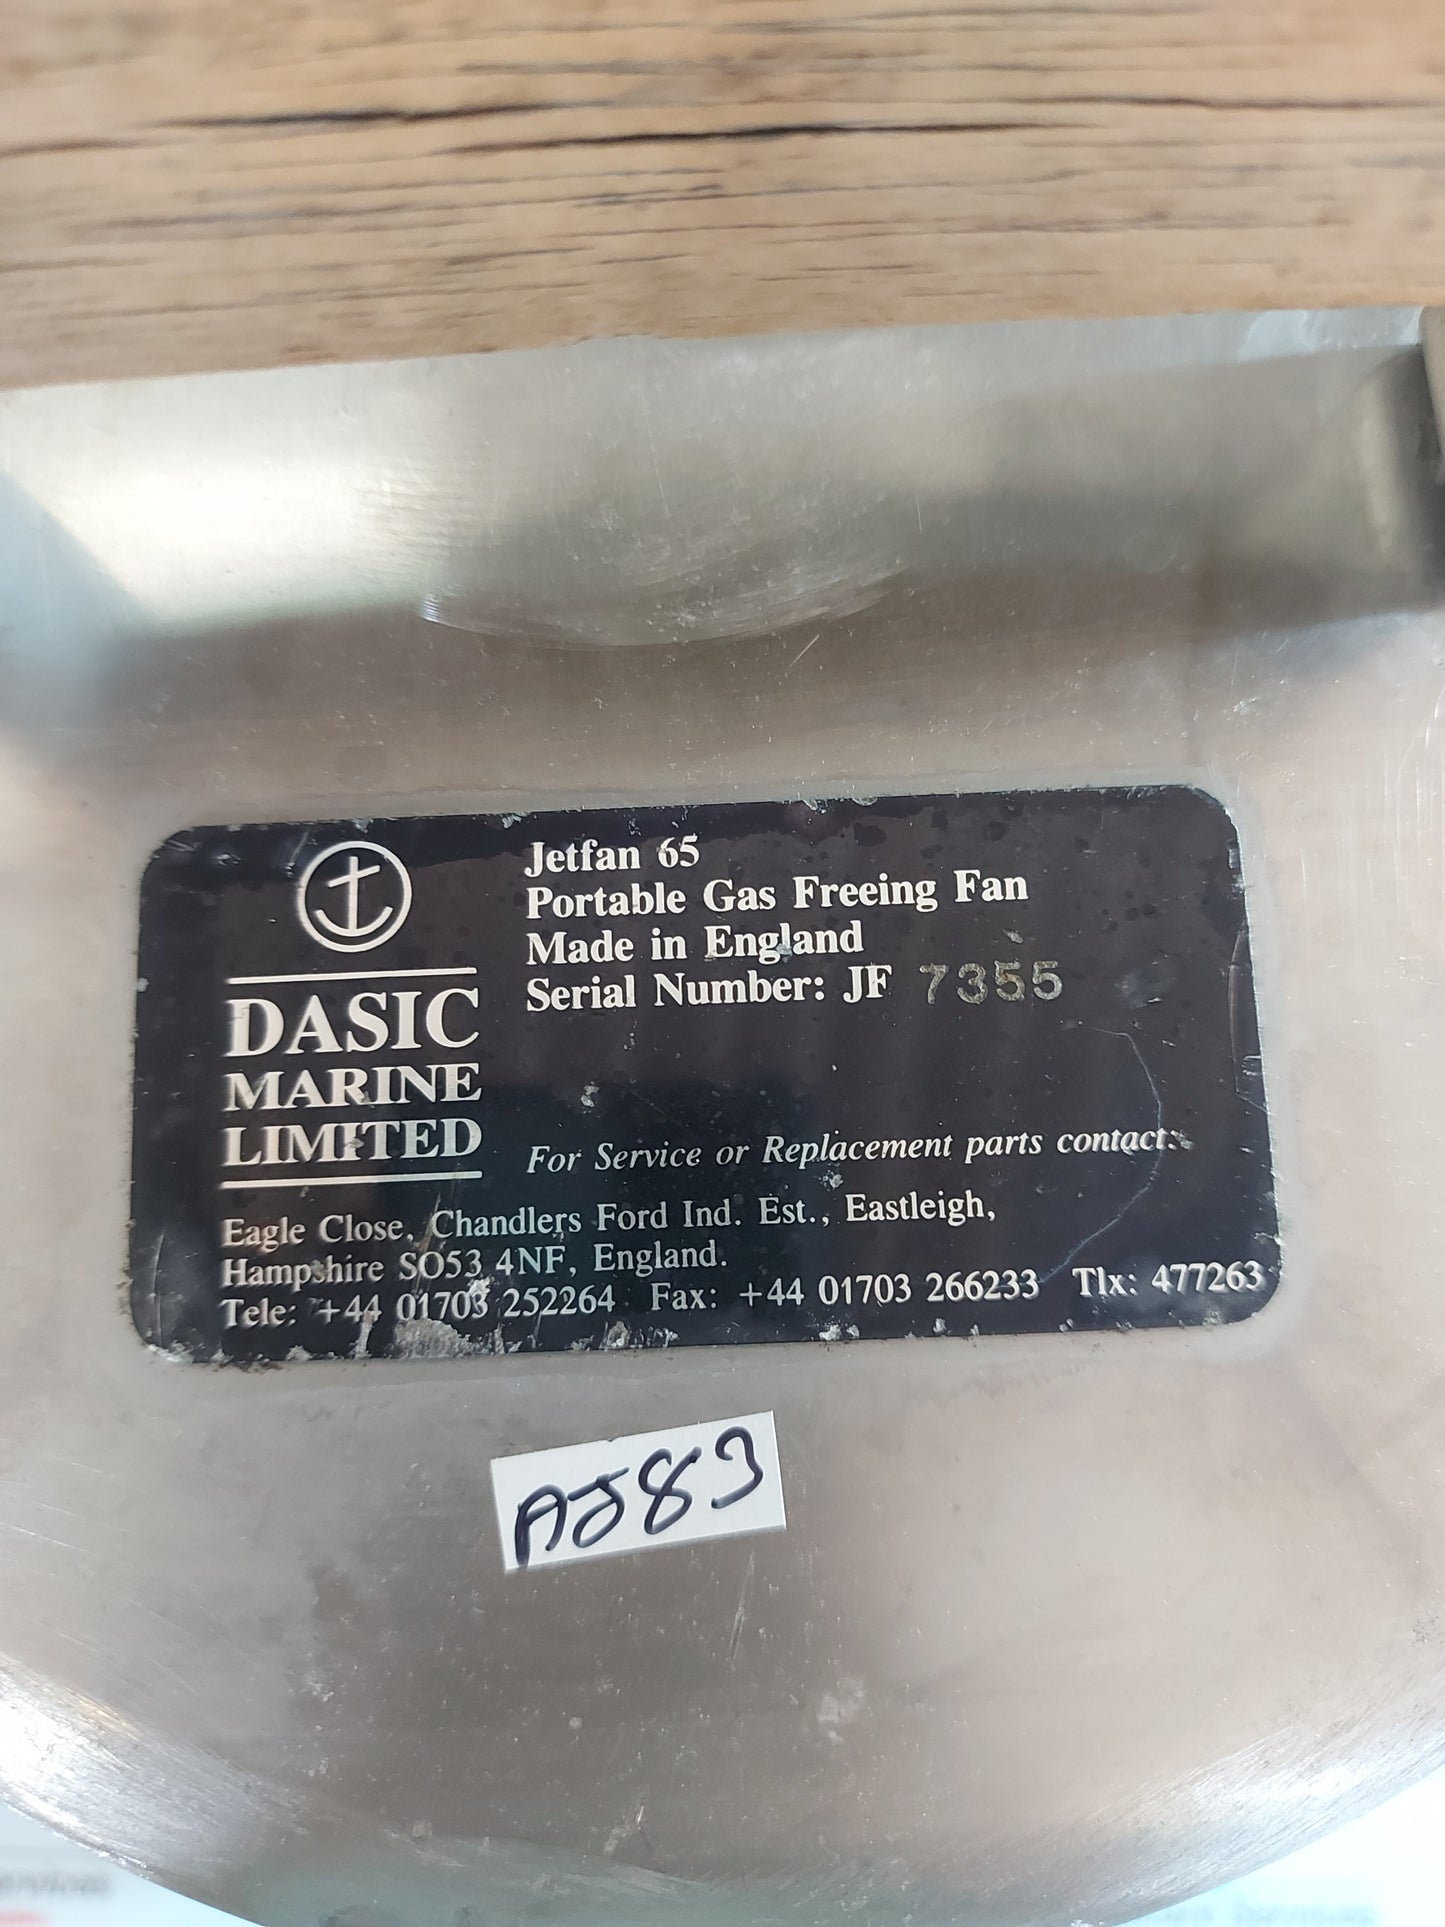 Jetfan 65
Portable Gas Freeing Fan
Made in England
Serial Number: JF 7355
DASIC
MARINE
LIMITED
For Service or Replacement parts contact:
Eagle Close, Chandlers Ford Ind. Est., Eastleigh,
Hampshire SO53 4NF, England.
Tele: +44 01703 252264 Fax: +44 01703 266233 Tlx: 477263
AJ83